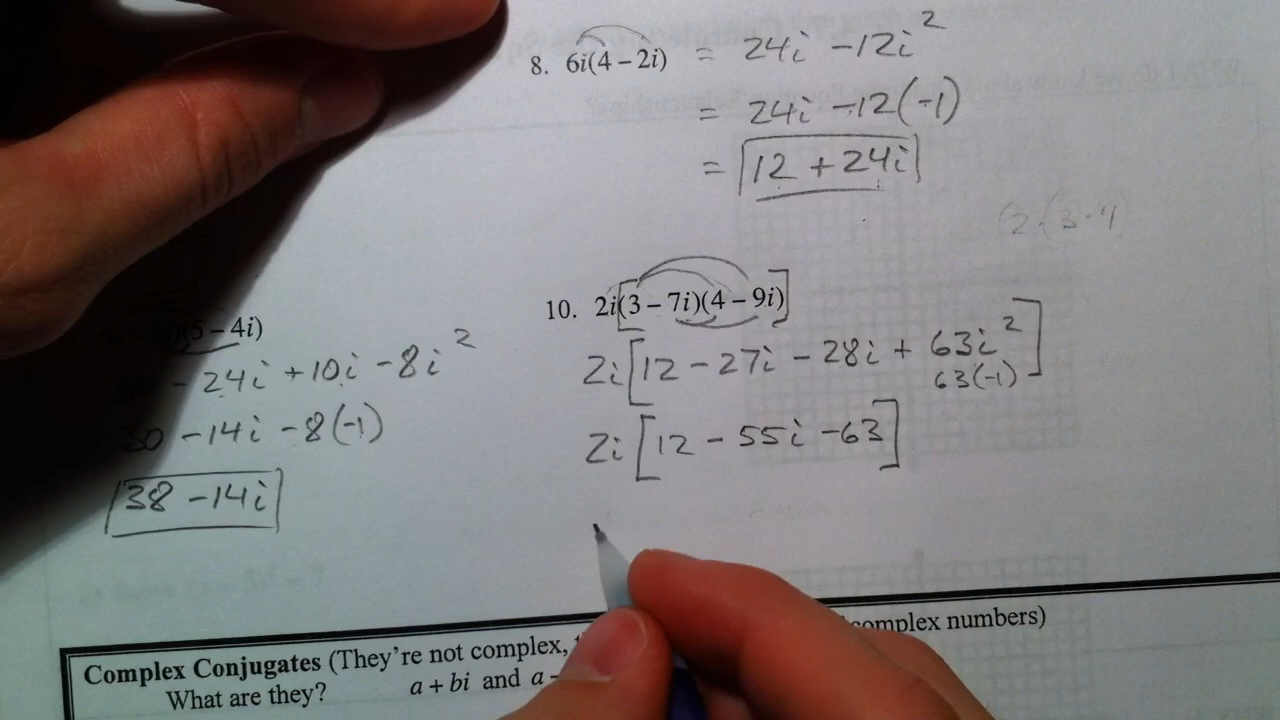 8. 6i(4 – 2i) = 24i – 12i²
= 24i – 12(-1)
= 12 + 24i
(5 – 4i)
– 24i + 10i – 8i²
30 – 14i – 8(-1)
38 – 14i
10. 2i[(3 – 7i)(4 – 9i)]
2i[12 – 27i – 28i + 63i²]
63(-1)
2i[12 – 55i – 63]
Complex Conjugates (They're not complex, complex numbers)
What are they? a + bi and a –